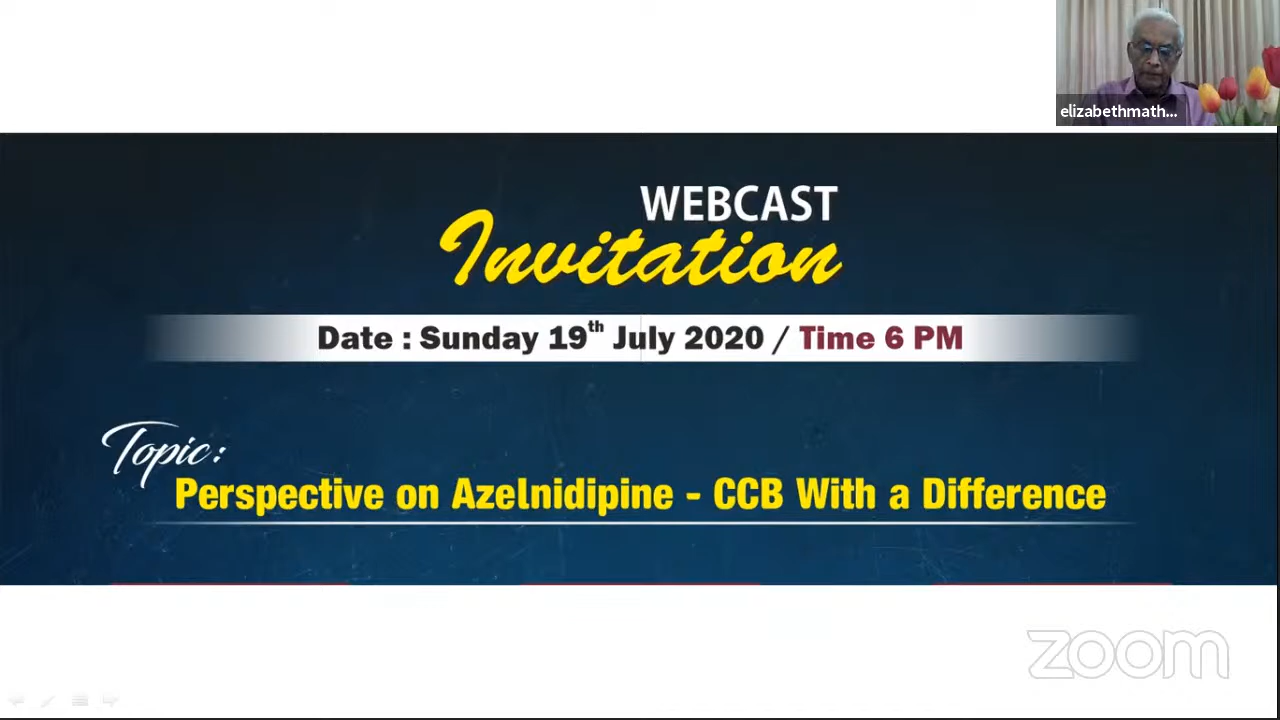 elizabethmath...
WEBCAST
Invitation
Date : Sunday 19th July 2020 / Time 6 PM
Topic:
Perspective on Azelnidipine - CCB With a Difference
zoom